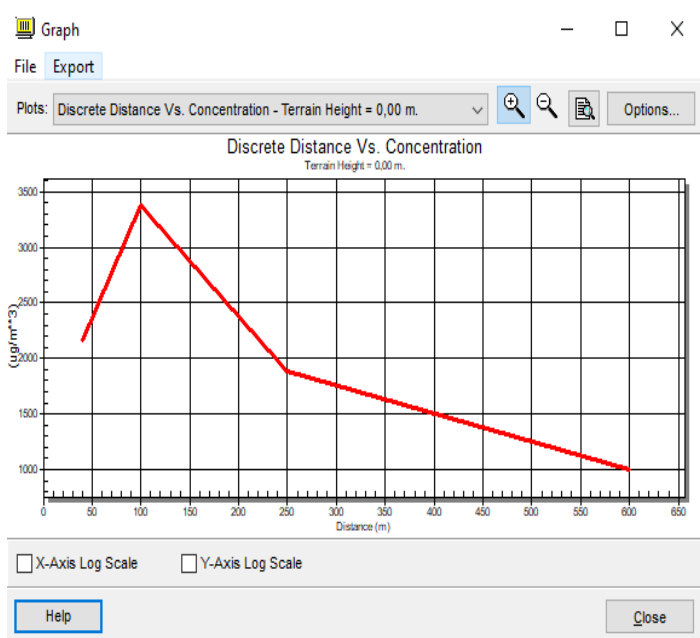 Graph
File Export
Plots: Discrete Distance Vs. Concentration - Terrain Height = 0,00 m. Options...
Discrete Distance Vs. Concentration
Terrain Height = 0,00 m.
3500
3000
2500
2000
1500
1000
(ug/m**3)
0 50 100 150 200 250 300 350 400 450 500 550 600 650
Distance (m)
X-Axis Log Scale Y-Axis Log Scale
Help Close